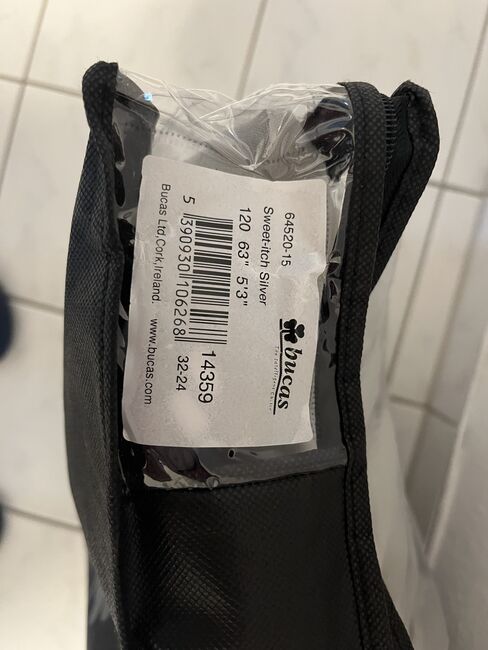 64520-15
Sweet-itch Silver
120 63" 5'3"
bucas
5 390930 106268
14359
32-24
Bucas Ltd,Cork,Ireland. www.bucas.com